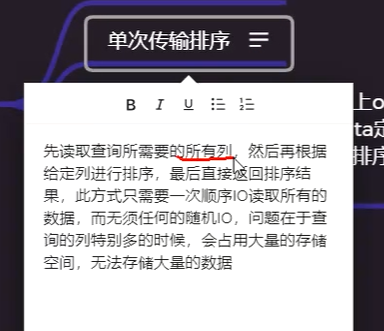 单次传输排序
B I U
上o
ta定
排序
先读取查询所需要的所有列，然后再根据
给定列进行排序，最后直接返回排序结
果，此方式只需要一次顺序IO读取所有的
数据，而无须任何的随机IO，问题在于查
询的列特别多的时候，会占用大量的存储
空间，无法存储大量的数据